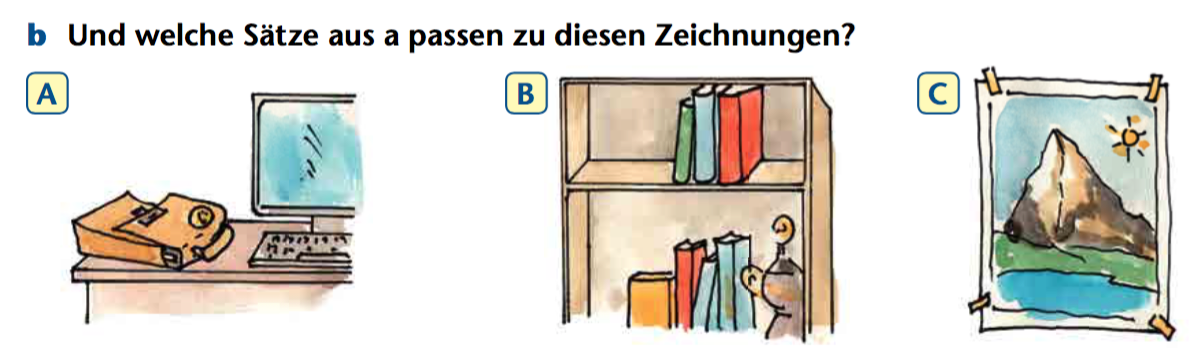 b Und welche Sätze aus a passen zu diesen Zeichnungen?
A
B
C